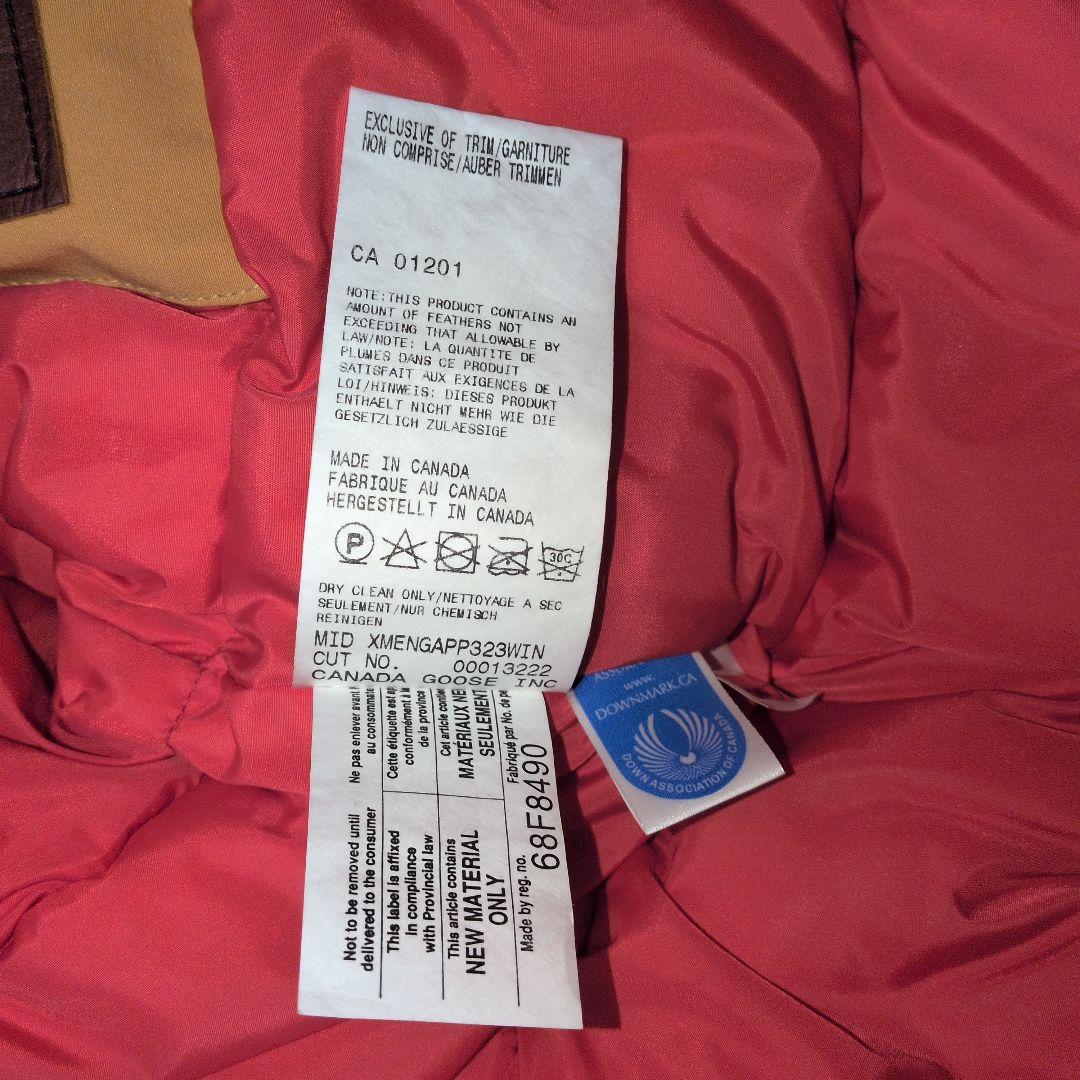 EXCLUSIVE OF TRIM/GARNITURE
NON COMPRISE/AUBER TRIMMEN
CA 01201
NOTE:THIS PRODUCT CONTAINS AN
AMOUNT OF FEATHERS NOT
EXCEEDING THAT ALLOWABLE BY
LAW/NOTE: LA QUANTITE DE
PLUMES DANS CE PRODUIT
SATISFAIT AUX EXIGENCES DE LA
LOI/HINWEIS: DIESES PRODUKT
ENTHAELT NICHT MEHR WIE DIE
GESETZLICH ZULAESSIGE
MADE IN CANADA
FABRIQUE AU CANADA
HERGESTELLT IN CANADA
P
30C
DRY CLEAN ONLY/NETTOYAGE A SEC
SEULEMENT/NUR CHEMISCH
REINIGEN
MID XMENGAPP323WIN
CUT NO. 00013222
CANADA GOOSE INC
www.
DOWNMARK.CA
DOWN ASSOCIATION OF CANADA
Not to be removed until
delivered to the consumer
This label is affixed
in compliance
with Provincial law
This article contains
NEW MATERIAL
ONLY
Made by reg. no.
68F8490
Ne pas enlever avant
au consommate
Cette étiquette est
conformément à
de la province
Cet article contie
MATÉRIAUX NE
SEULEMENT
Fabriqué par No. de